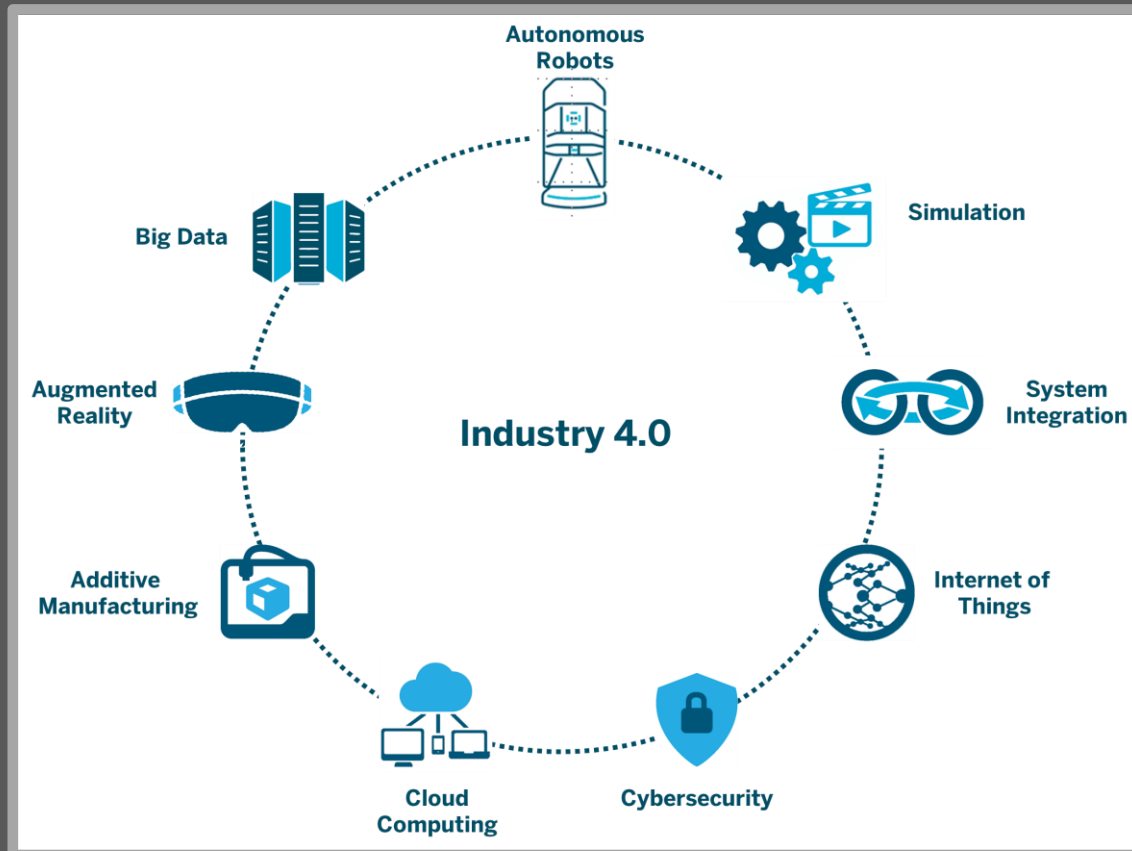 Autonomous
Robots
Simulation
System
Integration
Internet of
Things
Cybersecurity
Cloud
Computing
Additive
Manufacturing
Augmented
Reality
Big Data
Industry 4.0